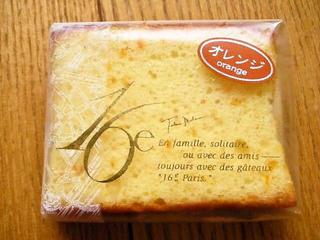 オレンジ
orange
16e
En famille, solitaire,
ou avec des amis
toujours avec des gâteaux
"16e Paris."